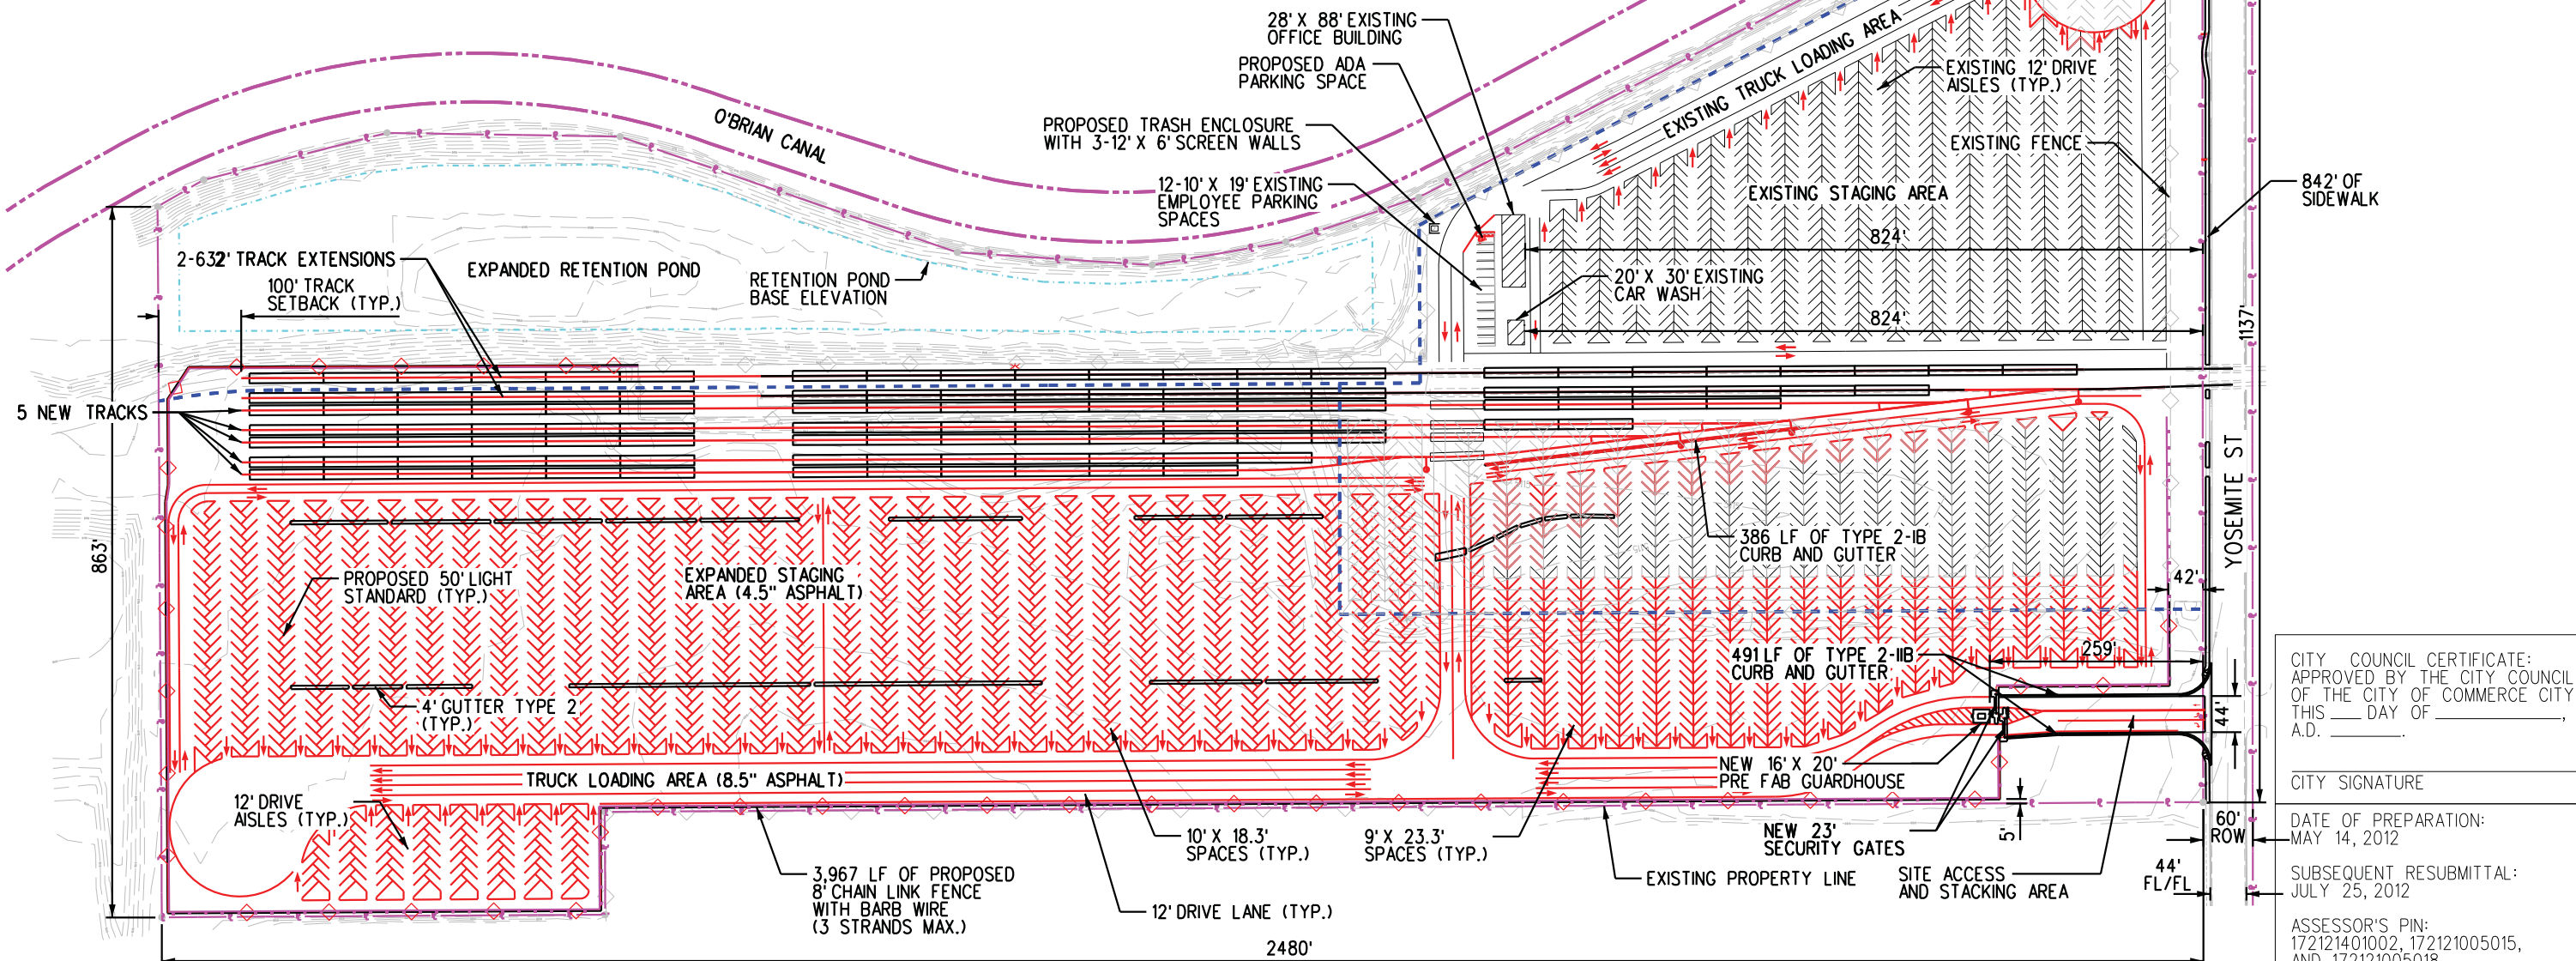 28' X 88' EXISTING
OFFICE BUILDING
PROPOSED ADA
PARKING SPACE
PROPOSED TRASH ENCLOSURE
WITH 3-12' X 6' SCREEN WALLS
12-10' X 19' EXISTING
EMPLOYEE PARKING
SPACES
O'BRIAN CANAL
EXISTING TRUCK LOADING AREA
EXISTING 12' DRIVE
AISLES (TYP.)
EXISTING FENCE
EXISTING STAGING AREA
842' OF
SIDEWALK
824'
20' X 30' EXISTING
CAR WASH
824'
1137'
TRACK EXTENSIONS
100' TRACK
SETBACK (TYP.)
EXPANDED RETENTION POND
RETENTION POND
BASE ELEVATION
5 NEW TRACKS
863'
YOSEMITE ST
386 LF OF TYPE 2-IB
CURB AND GUTTER
PROPOSED 50' LIGHT
STANDARD (TYP.)
EXPANDED STAGING
AREA (4.5" ASPHALT)
42'
259'
491 LF OF TYPE 2-IIB
CURB AND GUTTER
44'
4' GUTTER TYPE 2
(TYP.)
TRUCK LOADING AREA (8.5" ASPHALT)
NEW 16' X 20'
PRE FAB GUARDHOUSE
12' DRIVE
AISLES (TYP.)
10' X 18.3'
SPACES (TYP.)
9' X 23.3'
SPACES (TYP.)
NEW 23'
SECURITY GATES
5'
60'
ROW
3,967 LF OF PROPOSED
8' CHAIN LINK FENCE
WITH BARB WIRE
(3 STRANDS MAX.)
12' DRIVE LANE (TYP.)
EXISTING PROPERTY LINE
SITE ACCESS
AND STACKING AREA
44'
FL/FL
2480'
CITY COUNCIL CERTIFICATE:
APPROVED BY THE CITY COUNCIL
OF THE CITY OF COMMERCE CITY
THIS ___ DAY OF ____________,
A.D. _______.
CITY SIGNATURE
DATE OF PREPARATION:
MAY 14, 2012
SUBSEQUENT RESUBMITTAL:
JULY 25, 2012
ASSESSOR'S PIN:
172121401002, 172121005015,
AND 172121005018